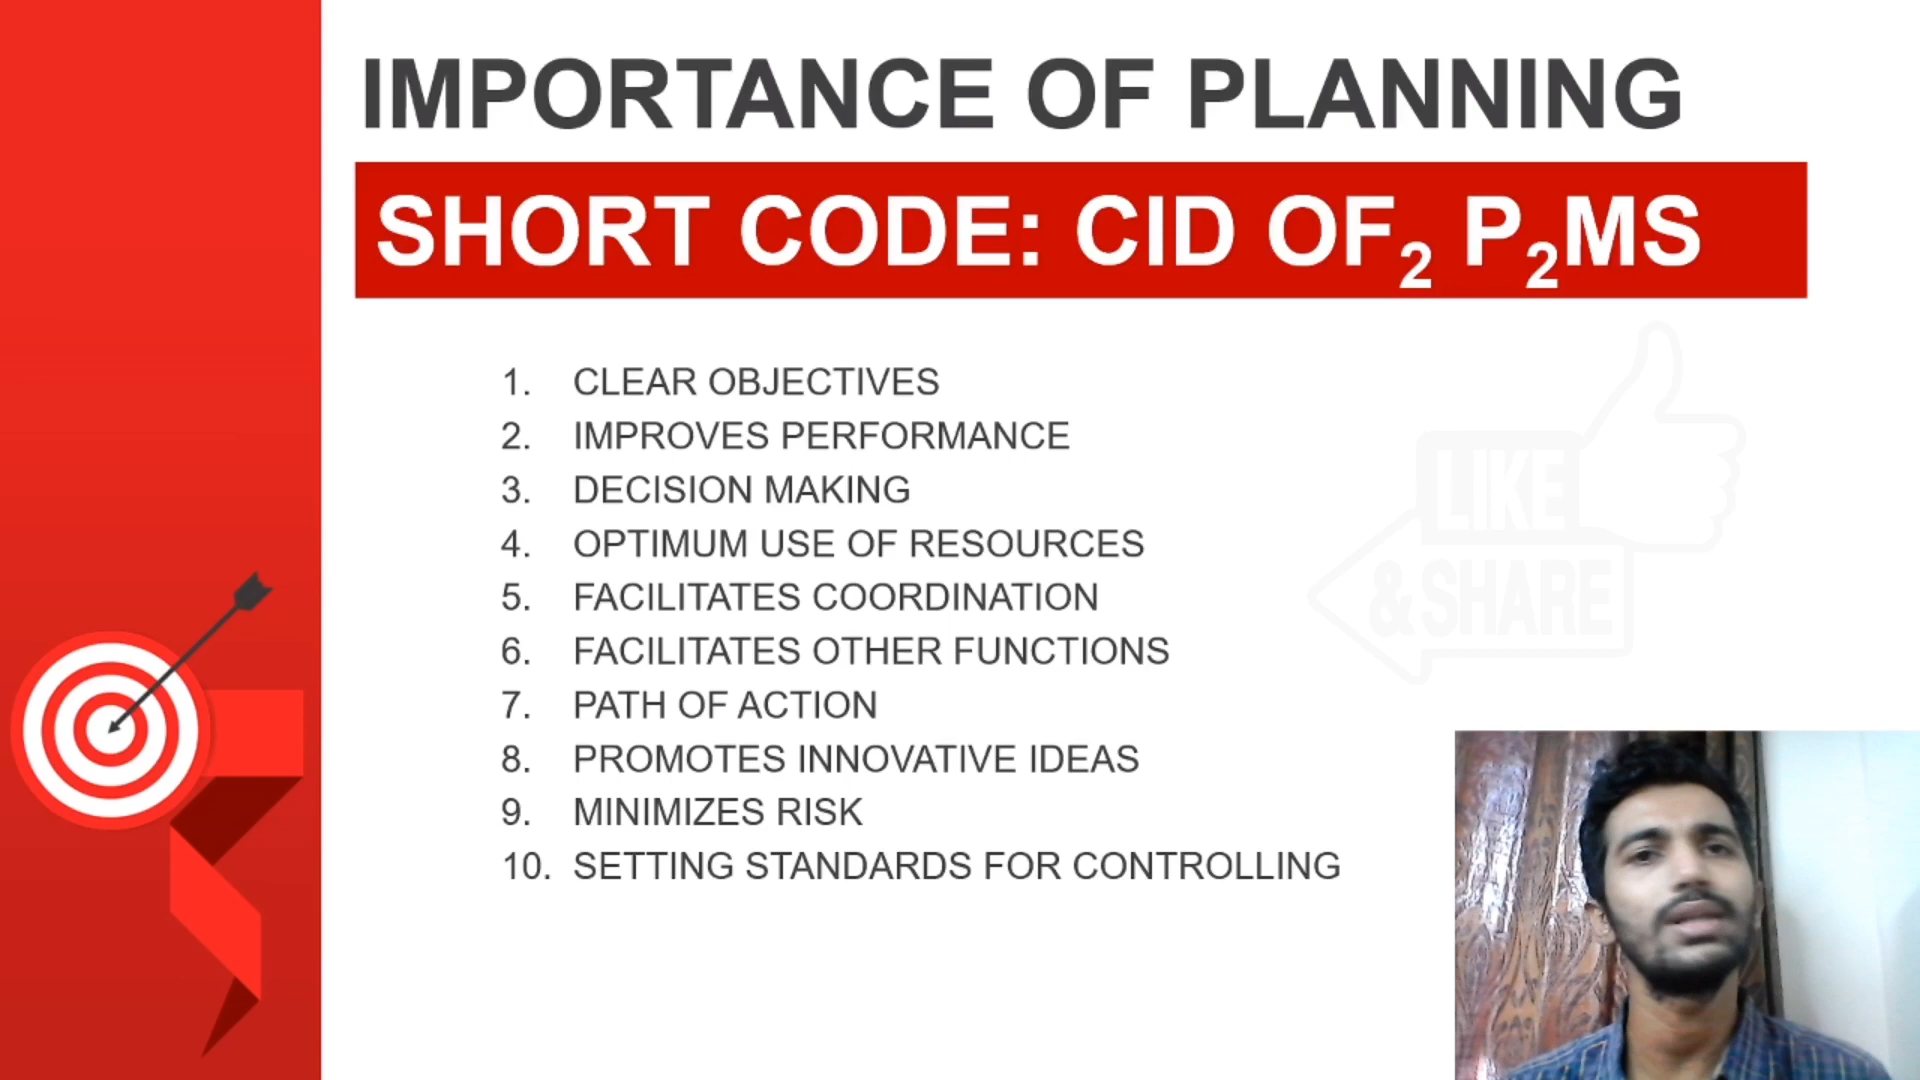 IMPORTANCE OF PLANNING
SHORT CODE: CID OF₂ P₂MS
1. CLEAR OBJECTIVES
2. IMPROVES PERFORMANCE
3. DECISION MAKING
4. OPTIMUM USE OF RESOURCES
5. FACILITATES COORDINATION
6. FACILITATES OTHER FUNCTIONS
7. PATH OF ACTION
8. PROMOTES INNOVATIVE IDEAS
9. MINIMIZES RISK
10. SETTING STANDARDS FOR CONTROLLING
LIKE
&SHARE